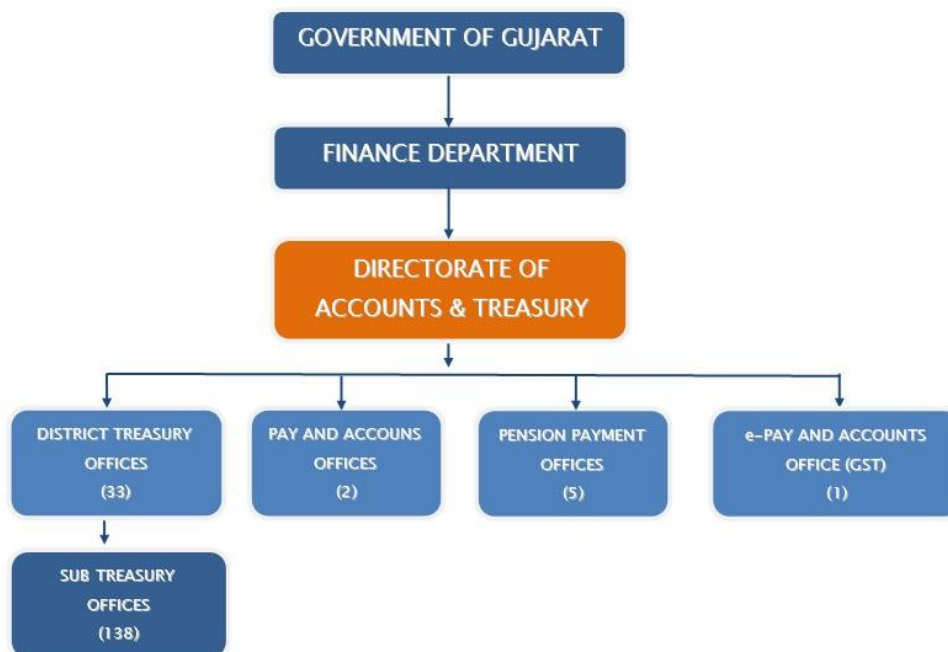 GOVERNMENT OF GUJARAT
FINANCE DEPARTMENT
DIRECTORATE OF
ACCOUNTS & TREASURY
DISTRICT TREASURY
OFFICES
(33)
PAY AND ACCOUNS
OFFICES
(2)
PENSION PAYMENT
OFFICES
(5)
e-PAY AND ACCOUNTS
OFFICE (GST)
(1)
SUB TREASURY
OFFICES
(138)